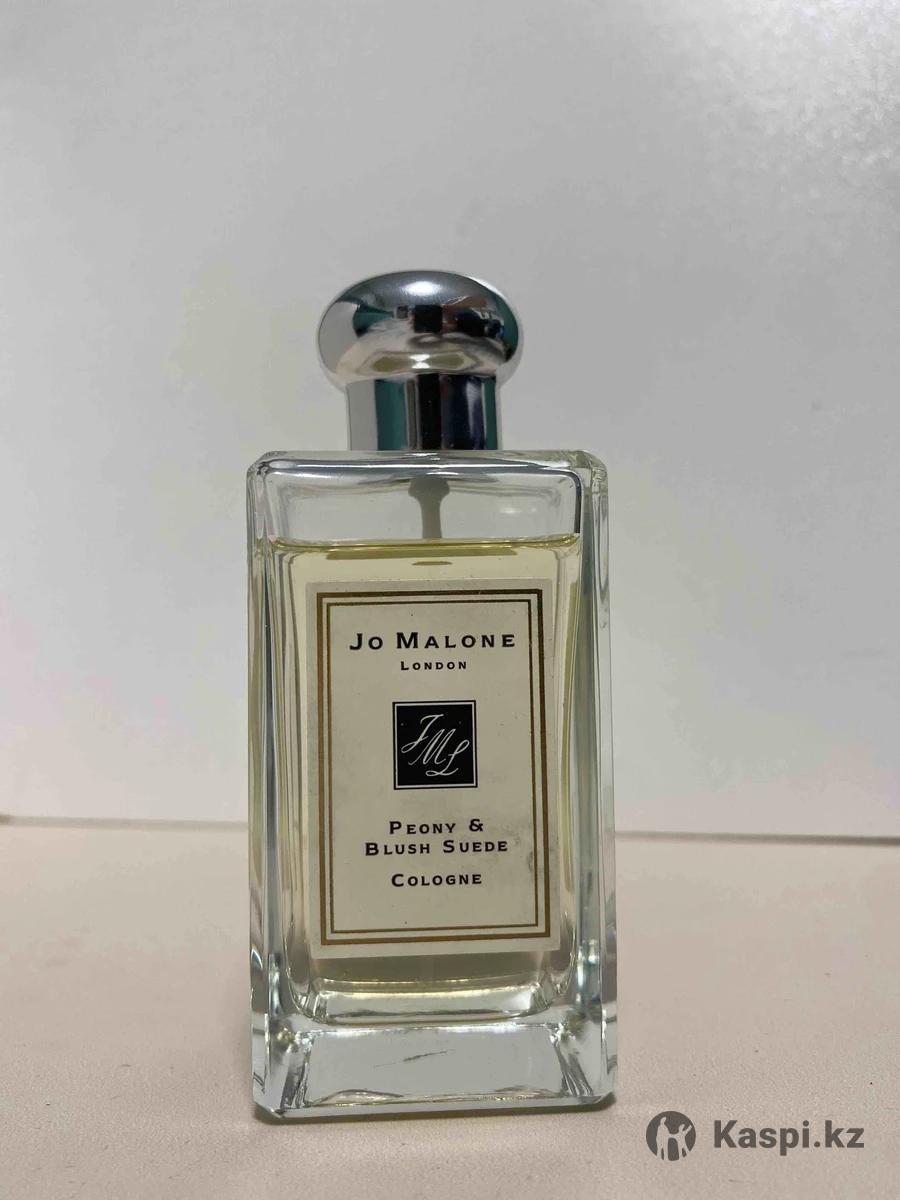 Jo Malone
London
JML
Peony &
Blush Suede
Cologne
Kaspi.kz